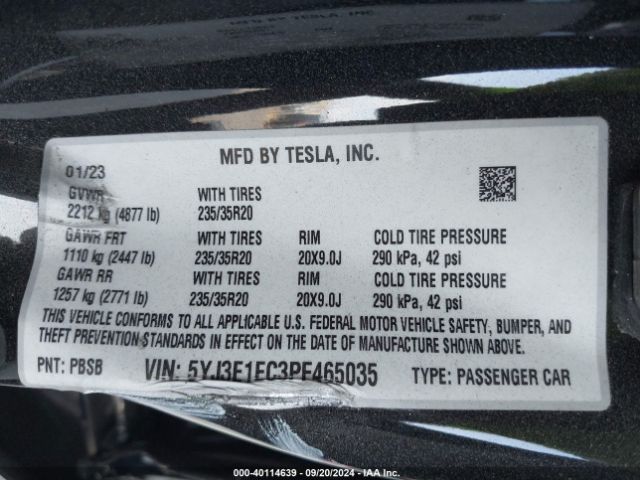 MFD BY TESLA, INC.
MFD BY TESLA, INC.
01/23
GVWR WITH TIRES
2212 kg (4877 lb) 235/35R20
GAWR FRT WITH TIRES RIM COLD TIRE PRESSURE
1110 kg (2447 lb) 235/35R20 20X9.0J 290 kPa, 42 psi
GAWR RR WITH TIRES RIM COLD TIRE PRESSURE
1257 kg (2771 lb) 235/35R20 20X9.0J 290 kPa, 42 psi
THIS VEHICLE CONFORMS TO ALL APPLICABLE U.S. FEDERAL MOTOR VEHICLE SAFETY, BUMPER, AND
THEFT PREVENTION STANDARDS IN EFFECT ON THE DATE OF MANUFACTURE SHOWN ABOVE.
PNT: PBSB VIN: 5YJ3E1EC3PF465035 TYPE: PASSENGER CAR
000-40114639 - 09/20/2024 - IAA Inc.